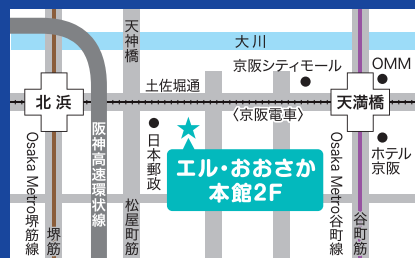 天神橋
大川
京阪シティモール
OMM
土佐堀通
北浜
天満橋
〈京阪電車〉
阪神高速環状線
日本郵政
ホテル
京阪
エル・おおさか
本館2F
Osaka Metro堺筋線
堺筋
松屋町筋
Osaka Metro谷町線
谷町筋